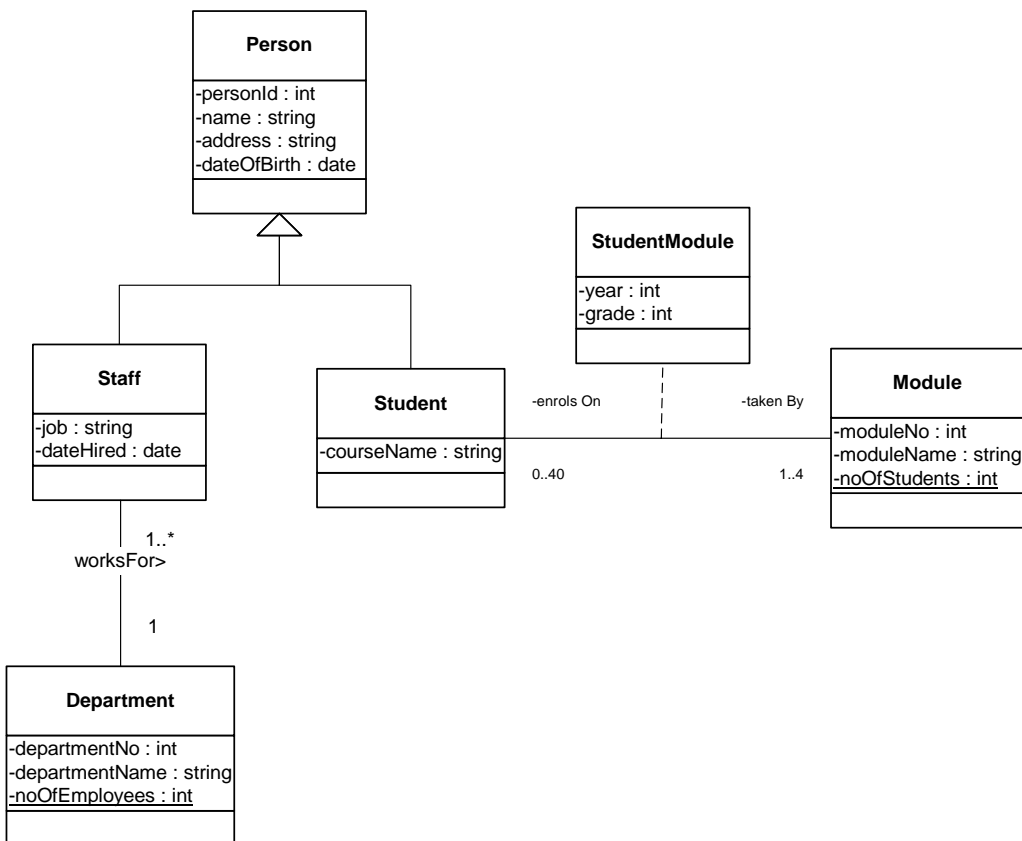 Person
-personId : int
-name : string
-address : string
-dateOfBirth : date
StudentModule
-year : int
-grade : int
Staff
-job : string
-dateHired : date
Student
-courseName : string
-enrols On
-taken By
0..40
1..4
Module
-moduleNo : int
-moduleName : string
-noOfStudents : int
1..*
worksFor>
1
Department
-departmentNo : int
-departmentName : string
-noOfEmployees : int